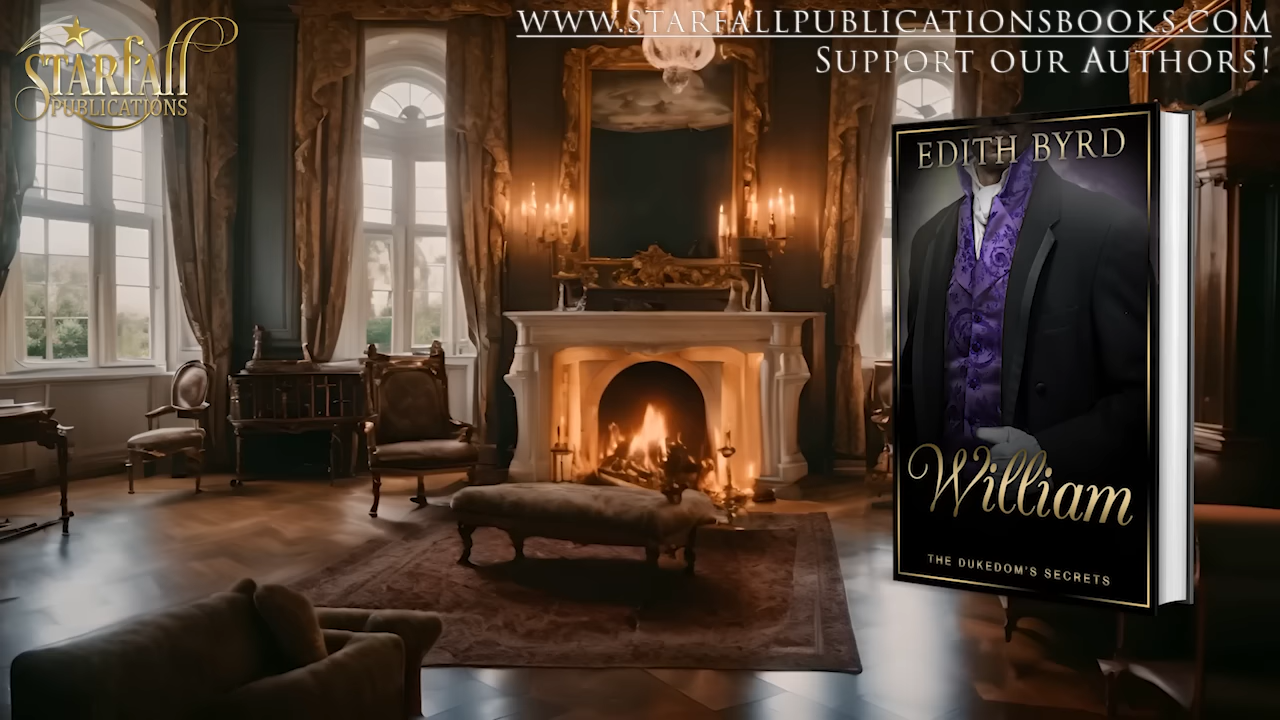 STARfall
PUBLICATIONS
WWW.STARFALLPUBLICATIONSBOOKS.COM
SUPPORT OUR AUTHORS!
EDITH BYRD
William
THE DUKEDOM'S SECRETS